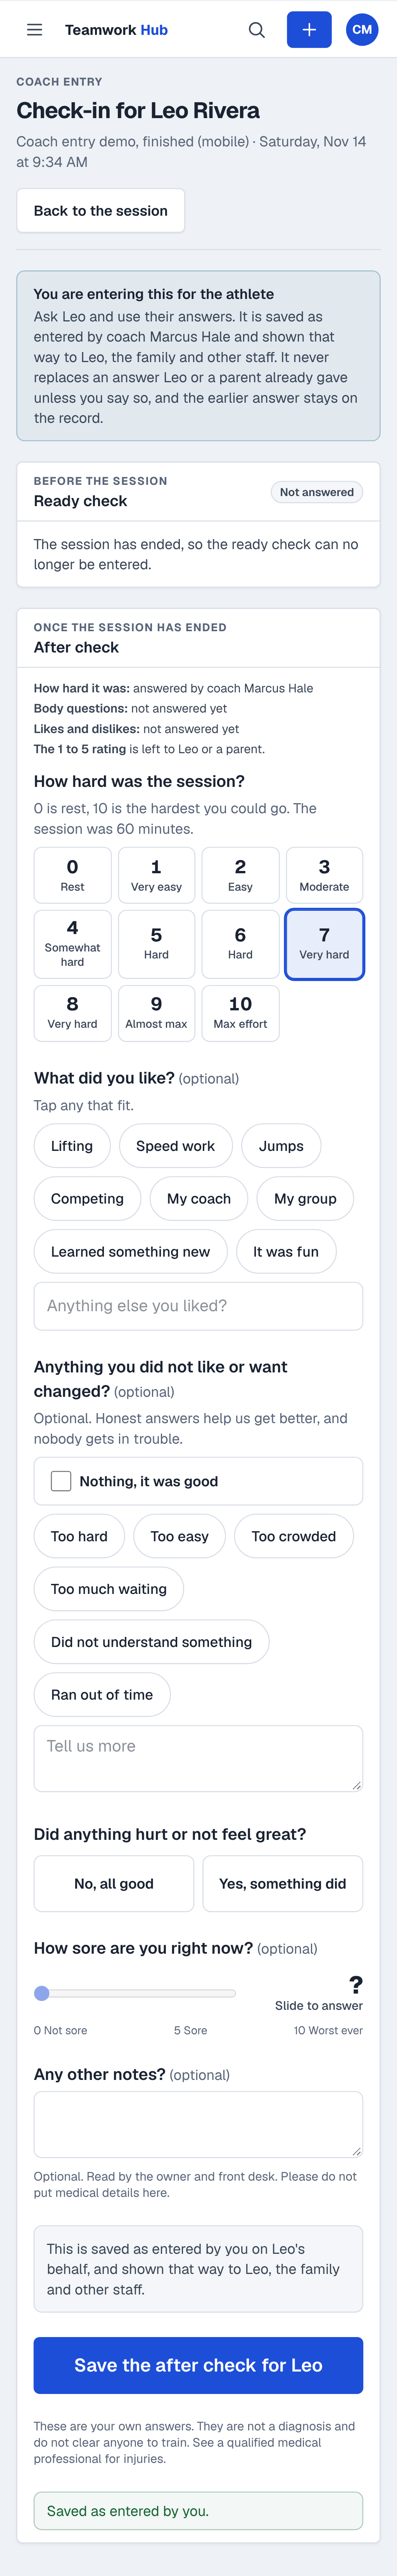 Teamwork Hub
CM
COACH ENTRY
Check-in for Leo Rivera
Coach entry demo, finished (mobile) · Saturday, Nov 14
at 9:34 AM
Back to the session
You are entering this for the athlete
Ask Leo and use their answers. It is saved as
entered by coach Marcus Hale and shown that
way to Leo, the family and other staff. It never
replaces an answer Leo or a parent already gave
unless you say so, and the earlier answer stays on
the record.
BEFORE THE SESSION
Ready check
Not answered
The session has ended, so the ready check can no
longer be entered.
ONCE THE SESSION HAS ENDED
After check
How hard it was: answered by coach Marcus Hale
Body questions: not answered yet
Likes and dislikes: not answered yet
The 1 to 5 rating is left to Leo or a parent.
How hard was the session?
0 is rest, 10 is the hardest you could go. The
session was 60 minutes.
0
Rest
1
Very easy
2
Easy
3
Moderate
4
Somewhat
hard
5
Hard
6
Hard
7
Very hard
8
Very hard
9
Almost max
10
Max effort
What did you like? (optional)
Tap any that fit.
Lifting
Speed work
Jumps
Competing
My coach
My group
Learned something new
It was fun
Anything else you liked?
Anything you did not like or want
changed? (optional)
Optional. Honest answers help us get better, and
nobody gets in trouble.
Nothing, it was good
Too hard
Too easy
Too crowded
Too much waiting
Did not understand something
Ran out of time
Tell us more
Did anything hurt or not feel great?
No, all good
Yes, something did
How sore are you right now? (optional)
?
Slide to answer
0 Not sore
5 Sore
10 Worst ever
Any other notes? (optional)
Optional. Read by the owner and front desk. Please do not
put medical details here.
This is saved as entered by you on Leo's
behalf, and shown that way to Leo, the family
and other staff.
Save the after check for Leo
These are your own answers. They are not a diagnosis and
do not clear anyone to train. See a qualified medical
professional for injuries.
Saved as entered by you.